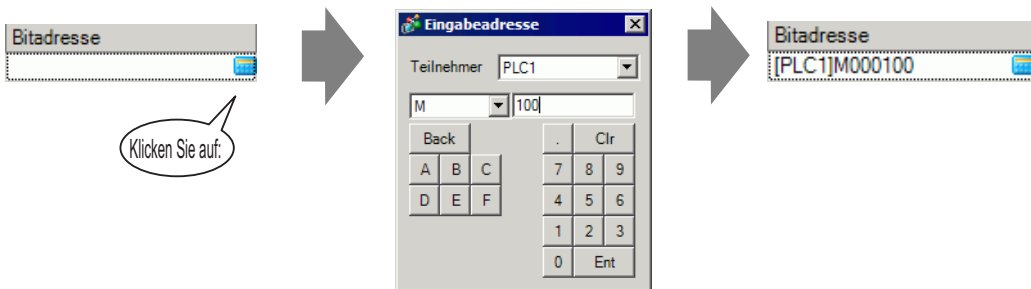 Bitadresse
Klicken Sie auf:
Eingabeadresse
Teilnehmer PLC1
M 100
Back . Clr
A B C 7 8 9
D E F 4 5 6
1 2 3
0 Ent
Bitadresse
[PLC1]M000100